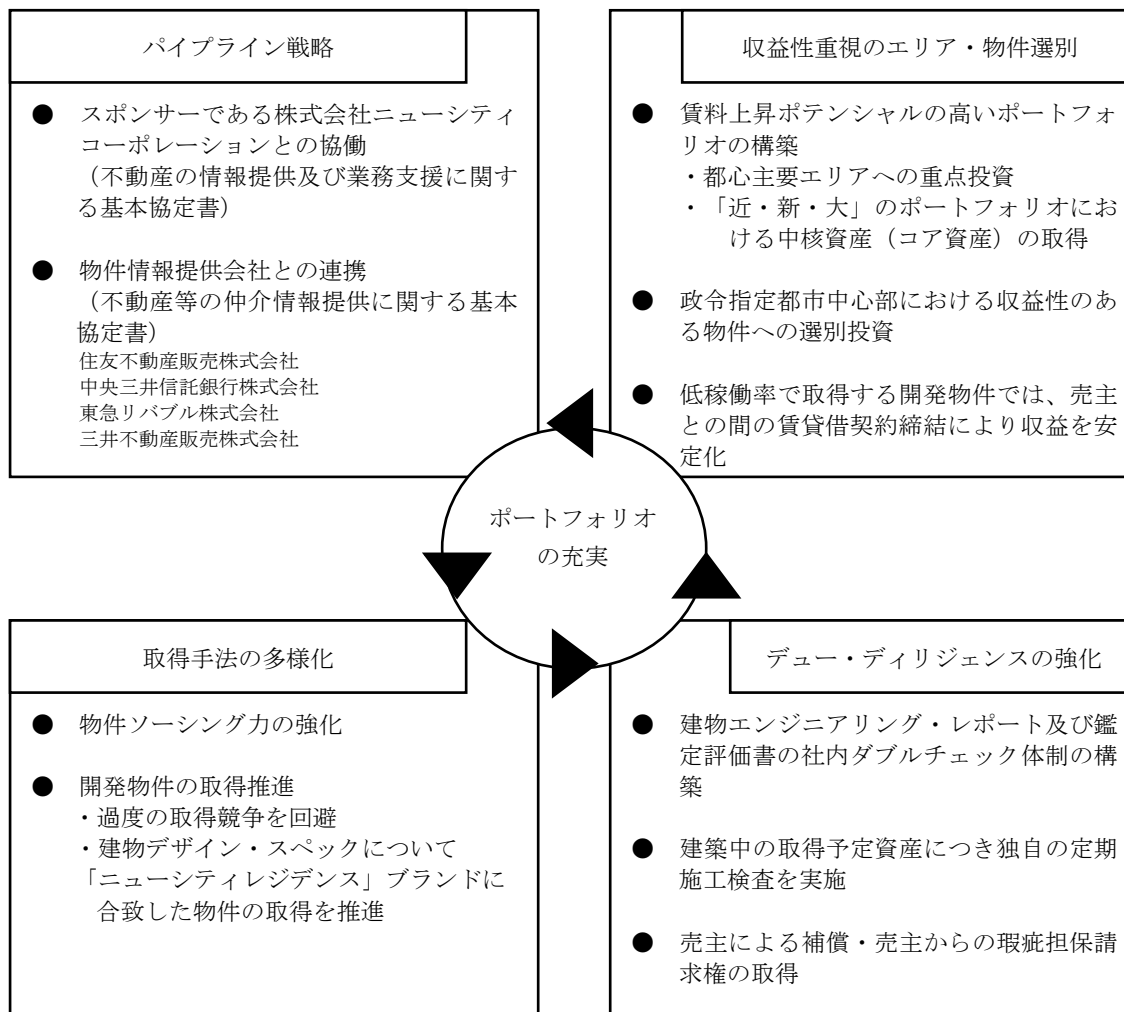 パイプライン戦略
● スポンサーである株式会社ニューシティ
コーポレーションとの協働
（不動産の情報提供及び業務支援に関す
る基本協定書）
● 物件情報提供会社との連携
（不動産等の仲介情報提供に関する基本
協定書）
住友不動産販売株式会社
中央三井信託銀行株式会社
東急リバブル株式会社
三井不動産販売株式会社
収益性重視のエリア・物件選別
● 賃料上昇ポテンシャルの高いポートフォ
リオの構築
・都心主要エリアへの重点投資
・「近・新・大」のポートフォリオにお
ける中核資産（コア資産）の取得
● 政令指定都市中心部における収益性のあ
る物件への選別投資
● 低稼働率で取得する開発物件では、売主
との間の賃貸借契約締結により収益を安
定化
ポートフォリオ
の充実
取得手法の多様化
● 物件ソーシング力の強化
● 開発物件の取得推進
・過度の取得競争を回避
・建物デザイン・スペックについて
「ニューシティレジデンス」ブランドに
合致した物件の取得を推進
デュー・ディリジェンスの強化
● 建物エンジニアリング・レポート及び鑑
定評価書の社内ダブルチェック体制の構
築
● 建築中の取得予定資産につき独自の定期
施工検査を実施
● 売主による補償・売主からの瑕疵担保請
求権の取得